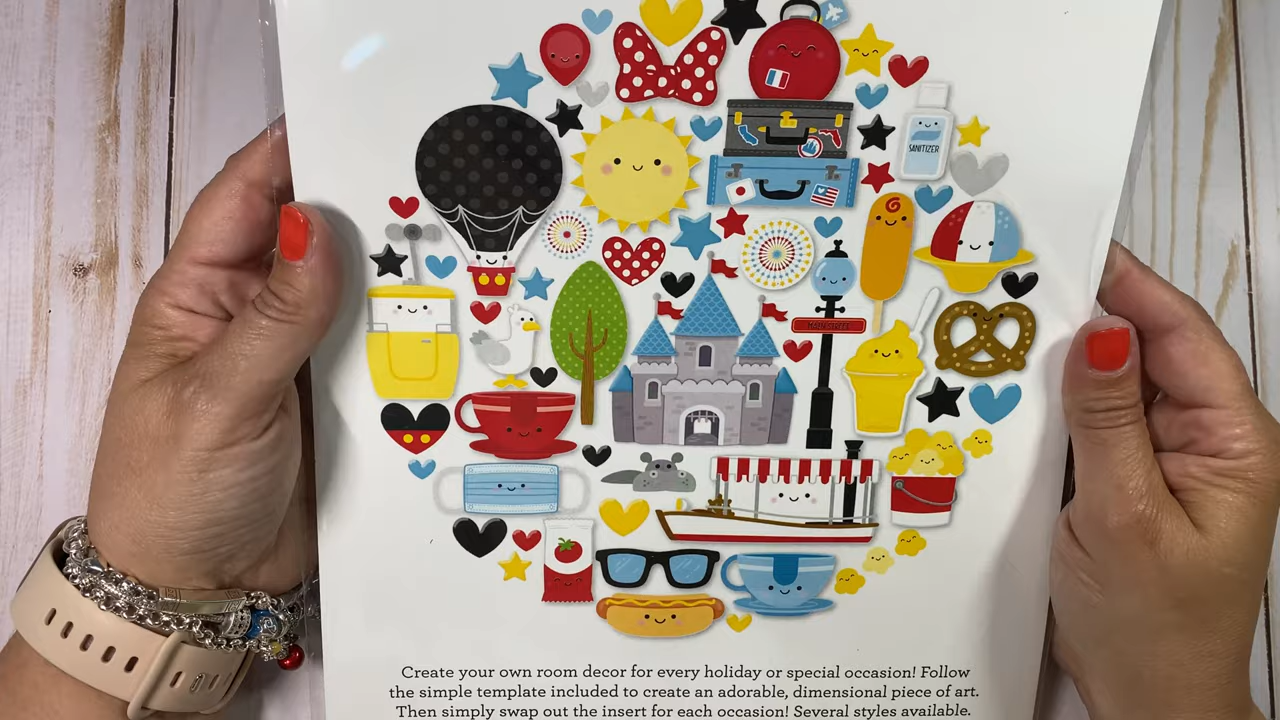 SANITIZER
MAIN STREET
Create your own room decor for every holiday or special occasion! Follow
the simple template included to create an adorable, dimensional piece of art.
Then simply swap out the insert for each occasion! Several styles available.